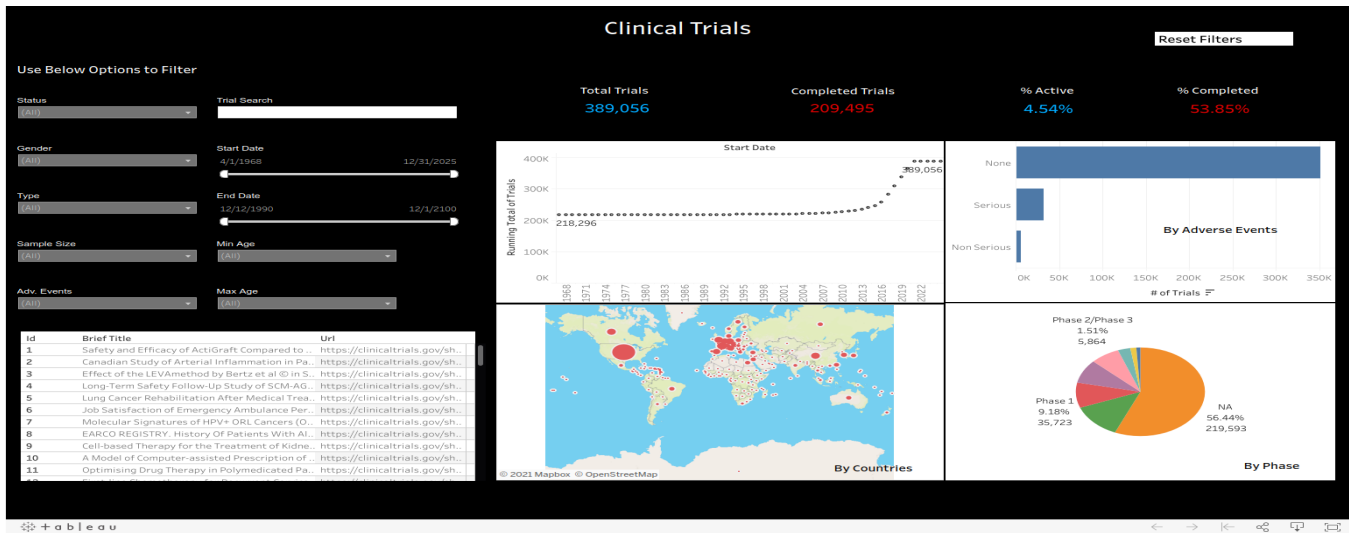 Clinical Trials
Reset Filters
Use Below Options to Filter
Status
(All)
Trial Search
Gender
(All)
Start Date
4/1/1968 12/31/2025
Type
(All)
End Date
12/12/1990 12/1/2100
Sample Size
(All)
Min Age
(All)
Adv. Events
(All)
Max Age
(All)
Total Trials
389,056
Completed Trials
209,495
% Active
4.54%
% Completed
53.85%
Id Brief Title Url
1 Safety and Efficacy of ActiGraft Compared to .. https://clinicaltrials.gov/sh..
2 Canadian Study of Arterial Inflammation in Pa.. https://clinicaltrials.gov/sh..
3 Effect of the LEVAmethod by Bertz et al © in S.. https://clinicaltrials.gov/sh..
4 Long-Term Safety Follow-Up Study of SCM-AG.. https://clinicaltrials.gov/sh..
5 Lung Cancer Rehabilitation After Medical Trea.. https://clinicaltrials.gov/sh..
6 Job Satisfaction of Emergency Ambulance Per.. https://clinicaltrials.gov/sh..
7 Molecular Signatures of HPV+ ORL Cancers (O.. https://clinicaltrials.gov/sh..
8 EARCO REGISTRY. History Of Patients With Al.. https://clinicaltrials.gov/sh..
9 Cell-based Therapy for the Treatment of Kidne.. https://clinicaltrials.gov/sh..
10 A Model of Computer-assisted Prescription of .. https://clinicaltrials.gov/sh..
11 Optimising Drug Therapy in Polymedicated Pa.. https://clinicaltrials.gov/sh..
Start Date
Running Total of Trials
400K
300K
200K
100K
0K
389,056
218,296
1968 1971 1974 1977 1980 1983 1986 1989 1992 1995 1998 2001 2004 2007 2010 2013 2016 2019 2022
None
Serious
Non Serious
By Adverse Events
0K 50K 100K 150K 200K 250K 300K 350K
# of Trials
© 2021 Mapbox © OpenStreetMap
By Countries
Phase 2/Phase 3
1.51%
5,864
Phase 1
9.18%
35,723
NA
56.44%
219,593
By Phase
+ableau